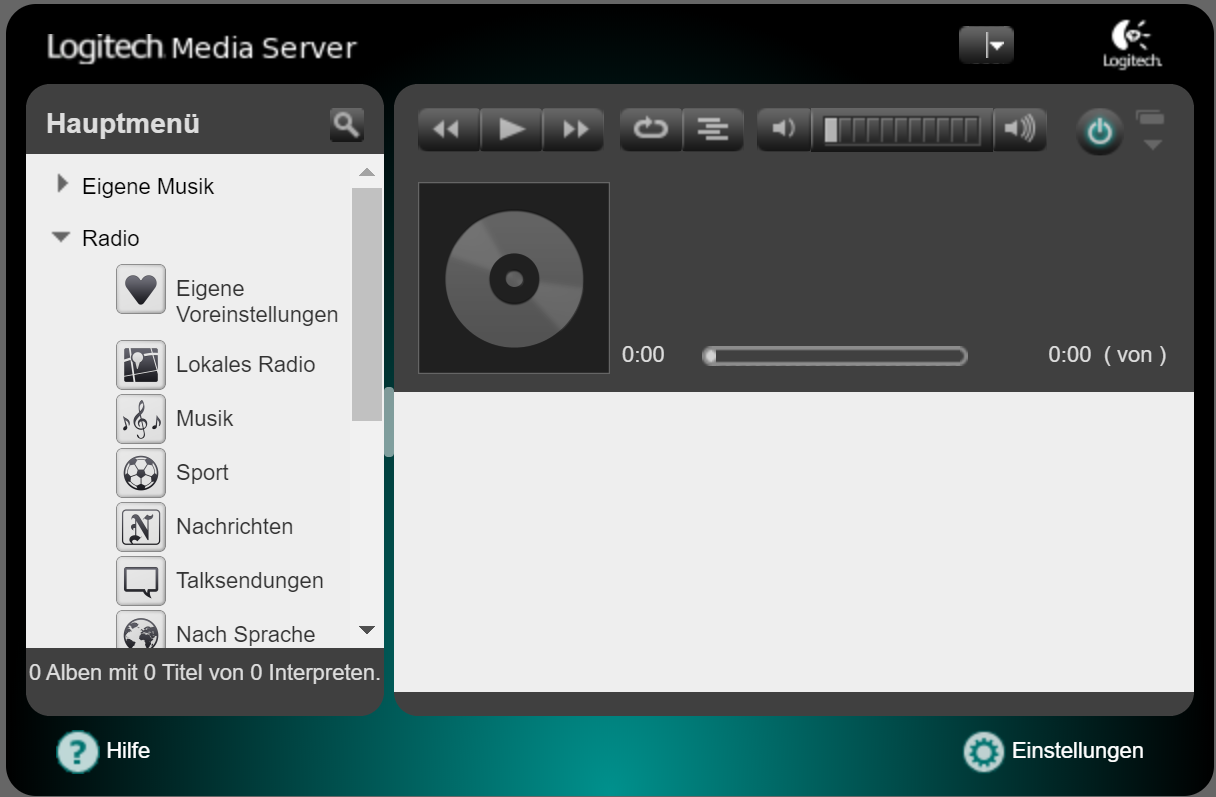 Logitech Media Server
Logitech
Hauptmenü
Eigene Musik
Radio
Eigene
Voreinstellungen
Lokales Radio
Musik
Sport
N Nachrichten
Talksendungen
Nach Sprache
0 Alben mit 0 Titel von 0 Interpreten.
0:00
0:00 ( von )
? Hilfe
Einstellungen